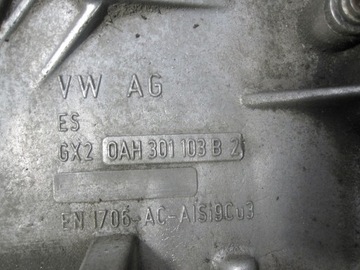 VW AG
ES
GX2 0AH 301 103 B 2
EN 1706-AC-AlSi9Cu3